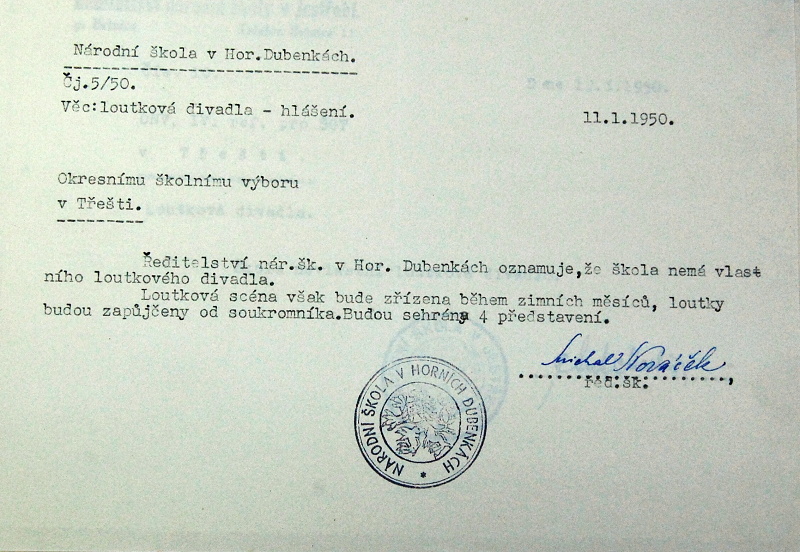 Národní škola v Hor.Dubenkách.
Čj.5/50.
Věc:loutková divadla - hlášení.
11.1.1950.
Okresnímu školnímu výboru
v Třešti.
Ředitelství nár.šk. v Hor. Dubenkách oznamuje,že škola nemá vlast
ního loutkového divadla.
Loutková scéna však bude zřízena během zimních měsíců, loutky
budou zapůjčeny od soukromníka.Budou sehrána 4 představení.
Michal Nováček
řed.šk.
NÁRODNÍ ŠKOLA V HORNÍCH DUBENKÁCH